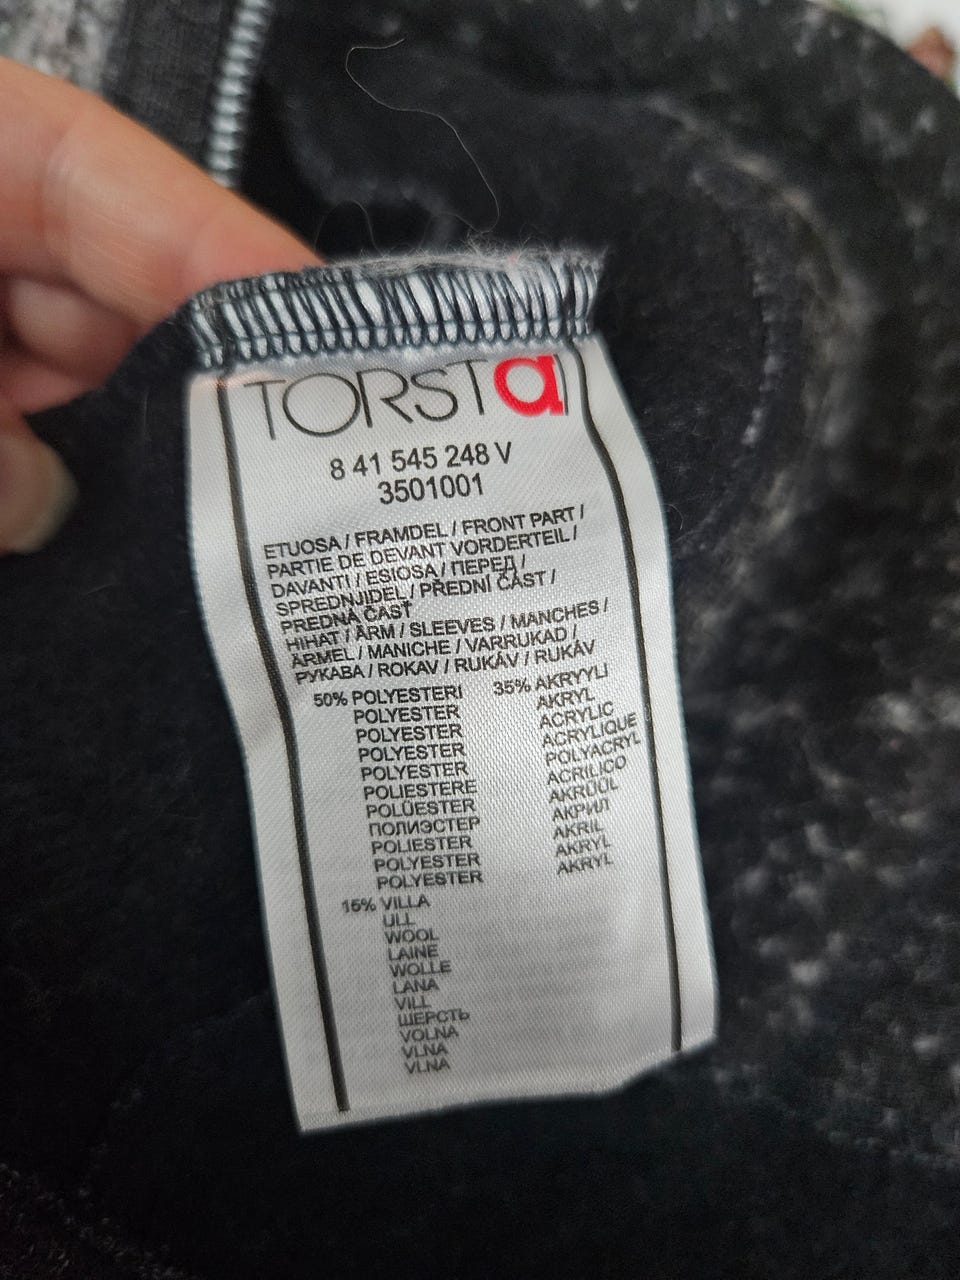 TORSTAI
8 41 545 248 V
3501001
ETUOSA / FRAMDEL / FRONT PART /
PARTIE DE DEVANT VORDERTEIL /
DAVANTI / ESIOSA / ПЕРЕД /
SPREDNJIDEL / PŘEDNÍ ČÁST /
PREDNÁ ČASŤ
HIHAT / ÄRM / SLEEVES / MANCHES /
ÄRMEL / MANICHE / VARRUKAD /
РУКАВА / ROKAV / RUKÁV / RUKÁV
50% POLYESTERI 35% AKRYYLI
POLYESTER AKRYL
POLYESTER ACRYLIC
POLYESTER ACRYLIQUE
POLYESTER POLYACRYL
POLIESTERE ACRILICO
POLÜESTER AKRÜÜL
ПОЛИЭСТЕР АКРИЛ
POLIESTER AKRIL
POLYESTER AKRYL
POLYESTER AKRYL
15% VILLA
ULL
WOOL
LAINE
WOLLE
LANA
VILL
ШЕРСТЬ
VOLNA
VLNA
VLNA